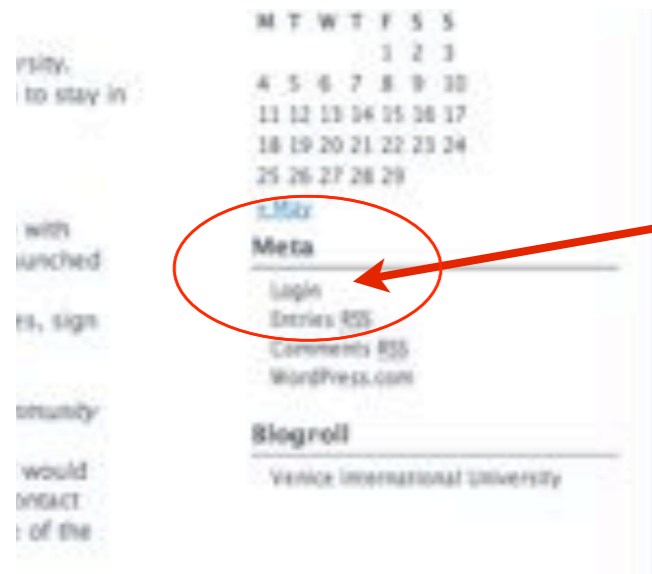 rsity.
to stay in
with
unched
es, sign
mmunity
would
ontact
of the
M T W T F S S
1 2 3
4 5 6 7 8 9 10
11 12 13 14 15 16 17
18 19 20 21 22 23 24
25 26 27 28 29
« May
Meta
Login
Entries RSS
Comments RSS
WordPress.com
Blogroll
Venice International University